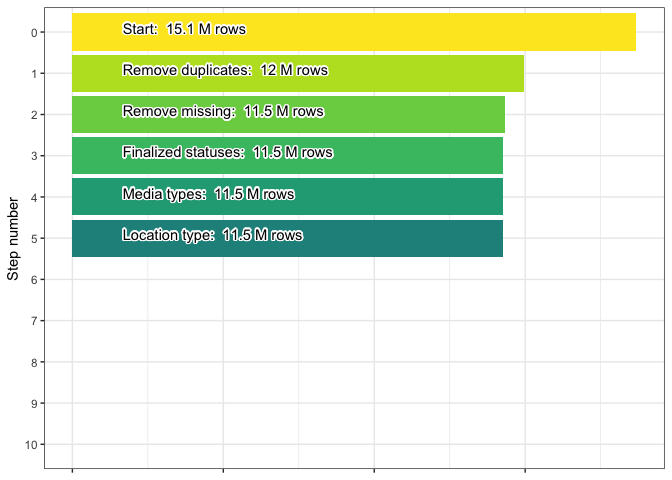 0 Start: 15.1 M rows
1 Remove duplicates: 12 M rows
2 Remove missing: 11.5 M rows
3 Finalized statuses: 11.5 M rows
4 Media types: 11.5 M rows
5 Location type: 11.5 M rows
6
7
8
9
10
Step number